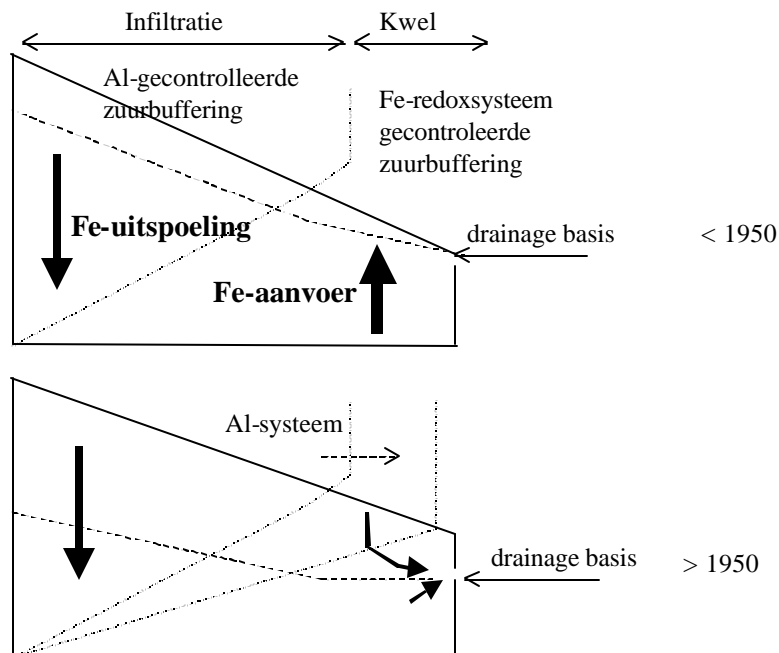 Infiltratie
Kwel
Al-gecontrolleerde
zuurbuffering
Fe-redoxsysteem
gecontroleerde
zuurbuffering
Fe-uitspoeling
drainage basis
< 1950
Fe-aanvoer
Al-systeem
drainage basis
> 1950